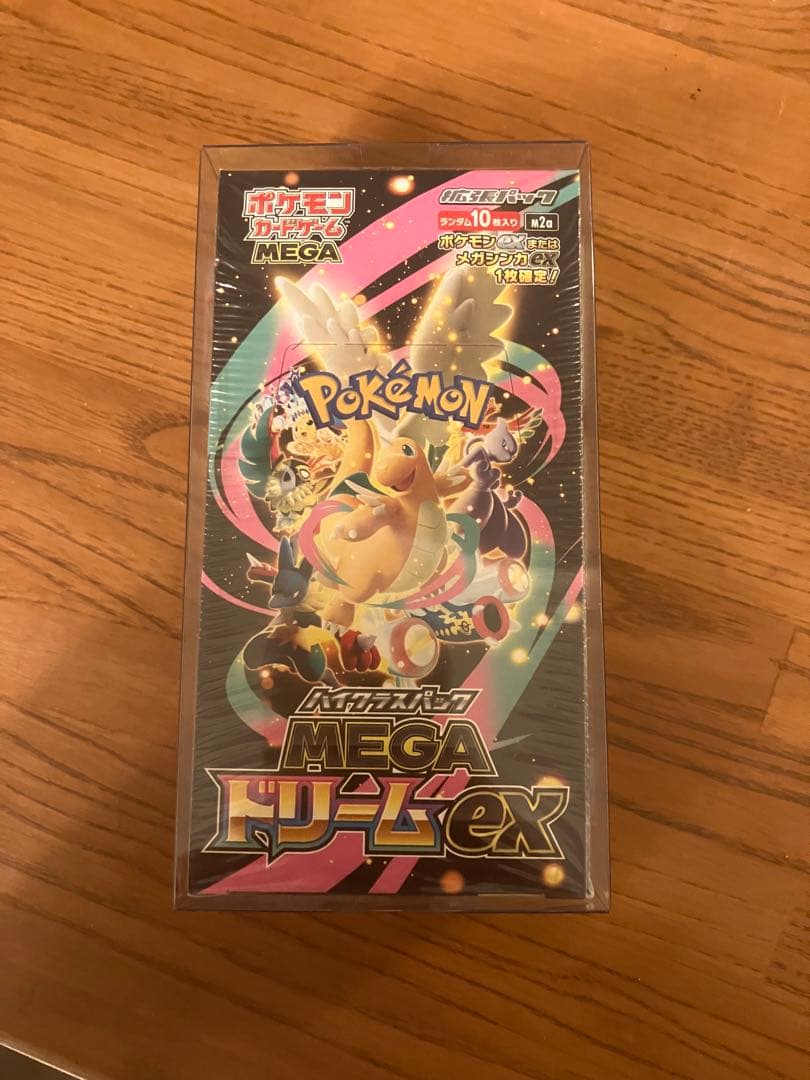 ポケモン
カードゲーム
MEGA
拡張パック
ランダム10枚入り M2a
ポケモンexまたは
メガシンカex
1枚確定!
POKéMON
ハイクラスパック
MEGA
ドリームex